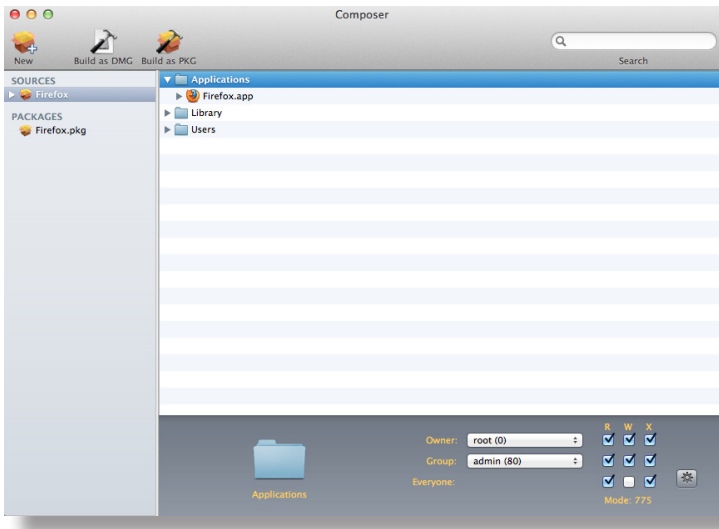 Composer
New
Build as DMG
Build as PKG
Search
SOURCES
Firefox
PACKAGES
Firefox.pkg
Applications
Firefox.app
Library
Users
R W X
Owner: root (0)
Group: admin (80)
Everyone:
Applications
Mode: 775